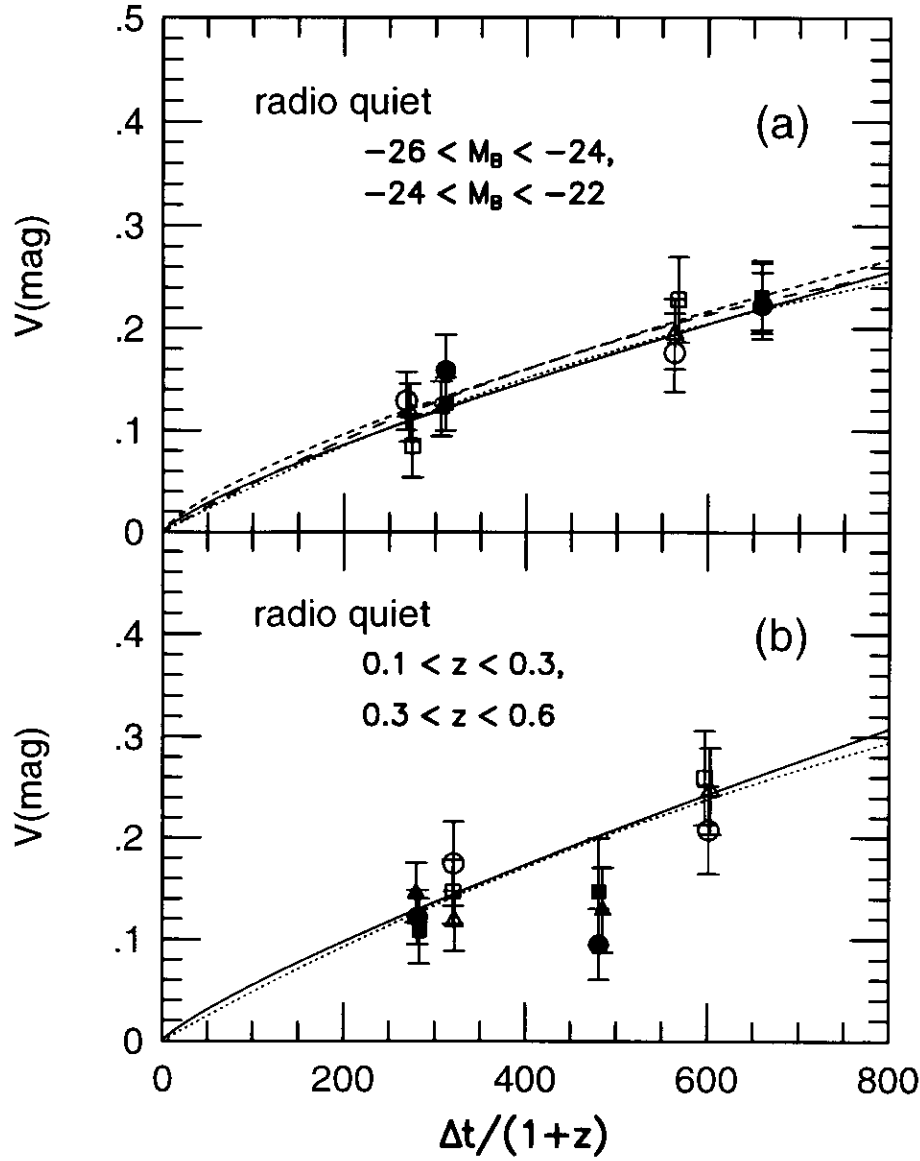 .5
.4
.3
.2
.1
0
V(mag)
radio quiet
−26 < M_B < −24,
−24 < M_B < −22
(a)
.4
.3
.2
.1
0
V(mag)
radio quiet
0.1 < z < 0.3,
0.3 < z < 0.6
(b)
0 200 400 600 800
Δt/(1+z)